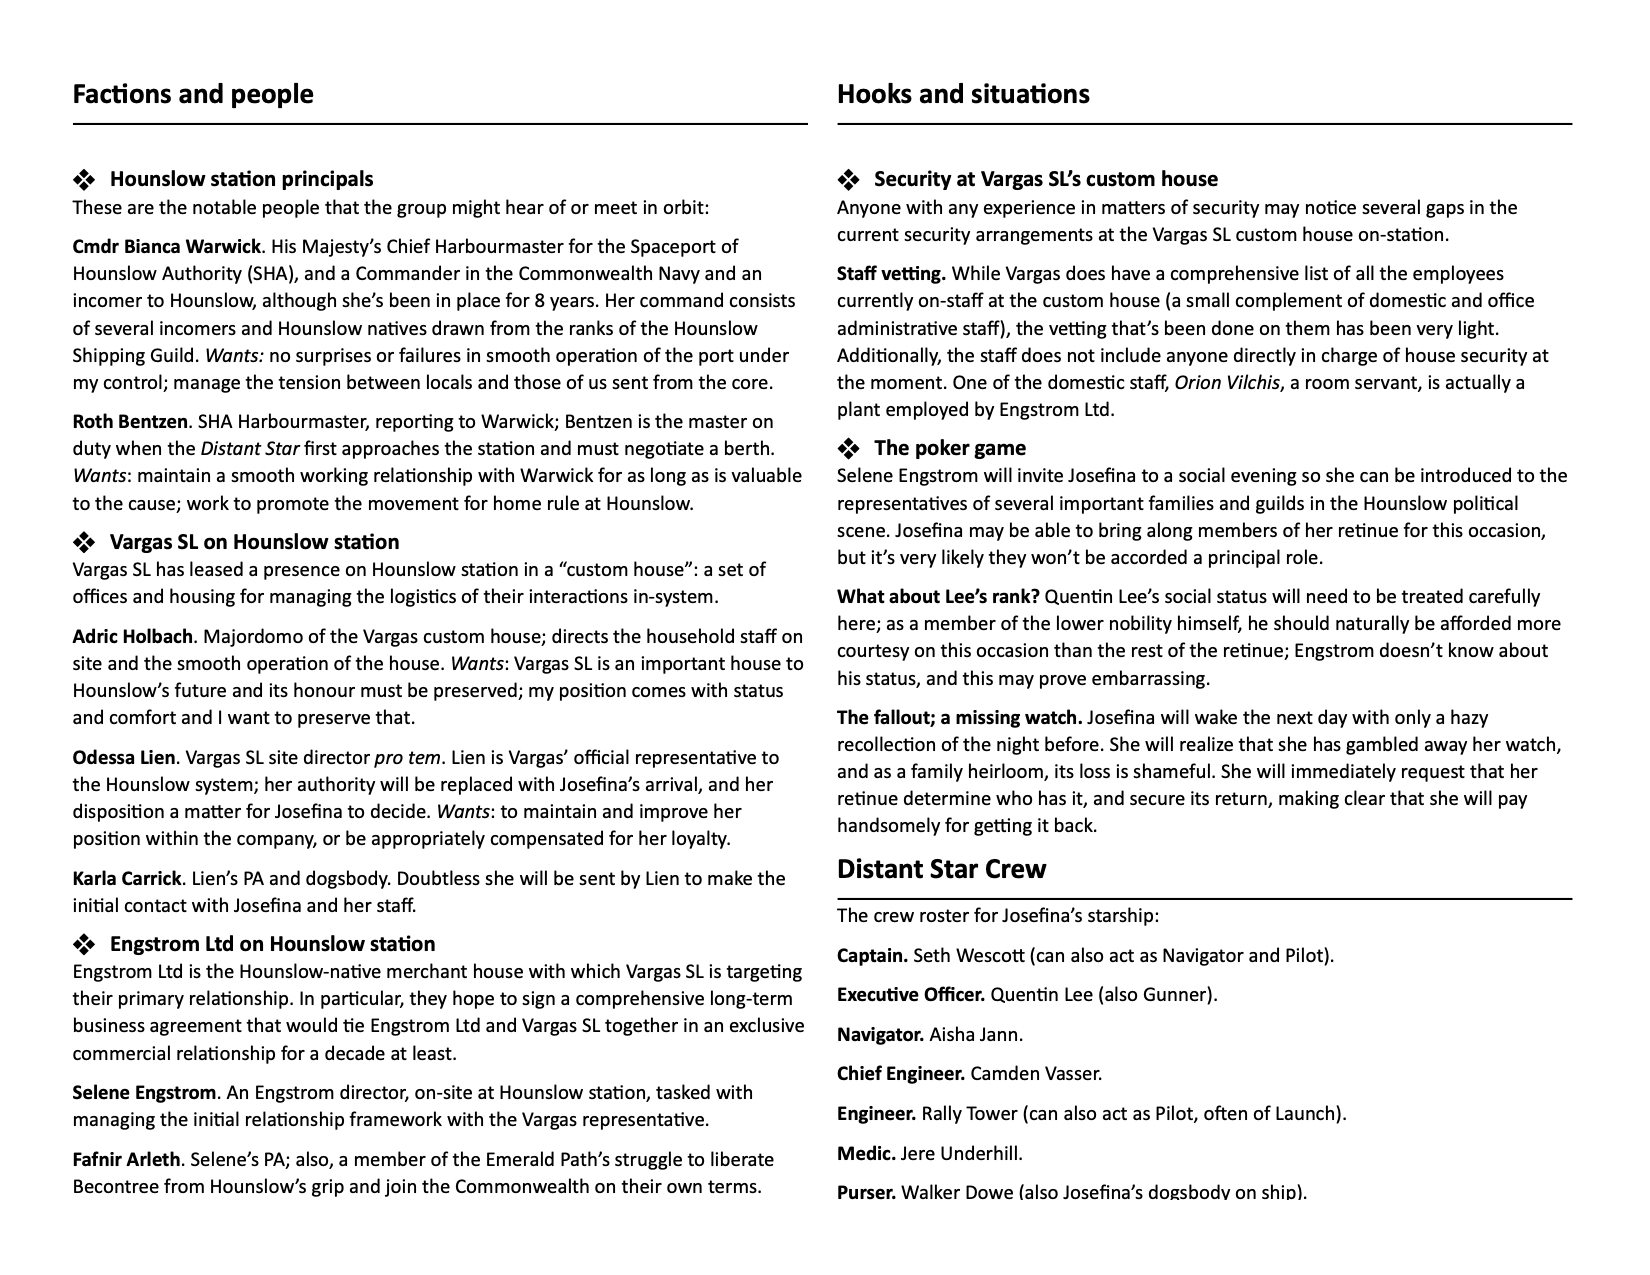 Factions and people
❖ Hounslow station principals
These are the notable people that the group might hear of or meet in orbit:
Cmdr Bianca Warwick. His Majesty’s Chief Harbourmaster for the Spaceport of
Hounslow Authority (SHA), and a Commander in the Commonwealth Navy and an
incomer to Hounslow, although she’s been in place for 8 years. Her command consists
of several incomers and Hounslow natives drawn from the ranks of the Hounslow
Shipping Guild. Wants: no surprises or failures in smooth operation of the port under
my control; manage the tension between locals and those of us sent from the core.
Roth Bentzen. SHA Harbourmaster, reporting to Warwick; Bentzen is the master on
duty when the Distant Star first approaches the station and must negotiate a berth.
Wants: maintain a smooth working relationship with Warwick for as long as is valuable
to the cause; work to promote the movement for home rule at Hounslow.
❖ Vargas SL on Hounslow station
Vargas SL has leased a presence on Hounslow station in a “custom house”: a set of
offices and housing for managing the logistics of their interactions in-system.
Adric Holbach. Majordomo of the Vargas custom house; directs the household staff on
site and the smooth operation of the house. Wants: Vargas SL is an important house to
Hounslow’s future and its honour must be preserved; my position comes with status
and comfort and I want to preserve that.
Odessa Lien. Vargas SL site director pro tem. Lien is Vargas’ official representative to
the Hounslow system; her authority will be replaced with Josefina’s arrival, and her
disposition a matter for Josefina to decide. Wants: to maintain and improve her
position within the company, or be appropriately compensated for her loyalty.
Karla Carrick. Lien’s PA and dogsbody. Doubtless she will be sent by Lien to make the
initial contact with Josefina and her staff.
❖ Engstrom Ltd on Hounslow station
Engstrom Ltd is the Hounslow-native merchant house with which Vargas SL is targeting
their primary relationship. In particular, they hope to sign a comprehensive long-term
business agreement that would tie Engstrom Ltd and Vargas SL together in an exclusive
commercial relationship for a decade at least.
Selene Engstrom. An Engstrom director, on-site at Hounslow station, tasked with
managing the initial relationship framework with the Vargas representative.
Fafnir Arleth. Selene’s PA; also, a member of the Emerald Path’s struggle to liberate
Becontree from Hounslow’s grip and join the Commonwealth on their own terms.
Hooks and situations
❖ Security at Vargas SL’s custom house
Anyone with any experience in matters of security may notice several gaps in the
current security arrangements at the Vargas SL custom house on-station.
Staff vetting. While Vargas does have a comprehensive list of all the employees
currently on-staff at the custom house (a small complement of domestic and office
administrative staff), the vetting that’s been done on them has been very light.
Additionally, the staff does not include anyone directly in charge of house security at
the moment. One of the domestic staff, Orion Vilchis, a room servant, is actually a
plant employed by Engstrom Ltd.
❖ The poker game
Selene Engstrom will invite Josefina to a social evening so she can be introduced to the
representatives of several important families and guilds in the Hounslow political
scene. Josefina may be able to bring along members of her retinue for this occasion,
but it’s very likely they won’t be accorded a principal role.
What about Lee’s rank? Quentin Lee’s social status will need to be treated carefully
here; as a member of the lower nobility himself, he should naturally be afforded more
courtesy on this occasion than the rest of the retinue; Engstrom doesn’t know about
his status, and this may prove embarrassing.
The fallout; a missing watch. Josefina will wake the next day with only a hazy
recollection of the night before. She will realize that she has gambled away her watch,
and as a family heirloom, its loss is shameful. She will immediately request that her
retinue determine who has it, and secure its return, making clear that she will pay
handsomely for getting it back.
Distant Star Crew
The crew roster for Josefina’s starship:
Captain. Seth Wescott (can also act as Navigator and Pilot).
Executive Officer. Quentin Lee (also Gunner).
Navigator. Aisha Jann.
Chief Engineer. Camden Vasser.
Engineer. Rally Tower (can also act as Pilot, often of Launch).
Medic. Jere Underhill.
Purser. Walker Dowe (also Josefina’s dogsbody on ship).